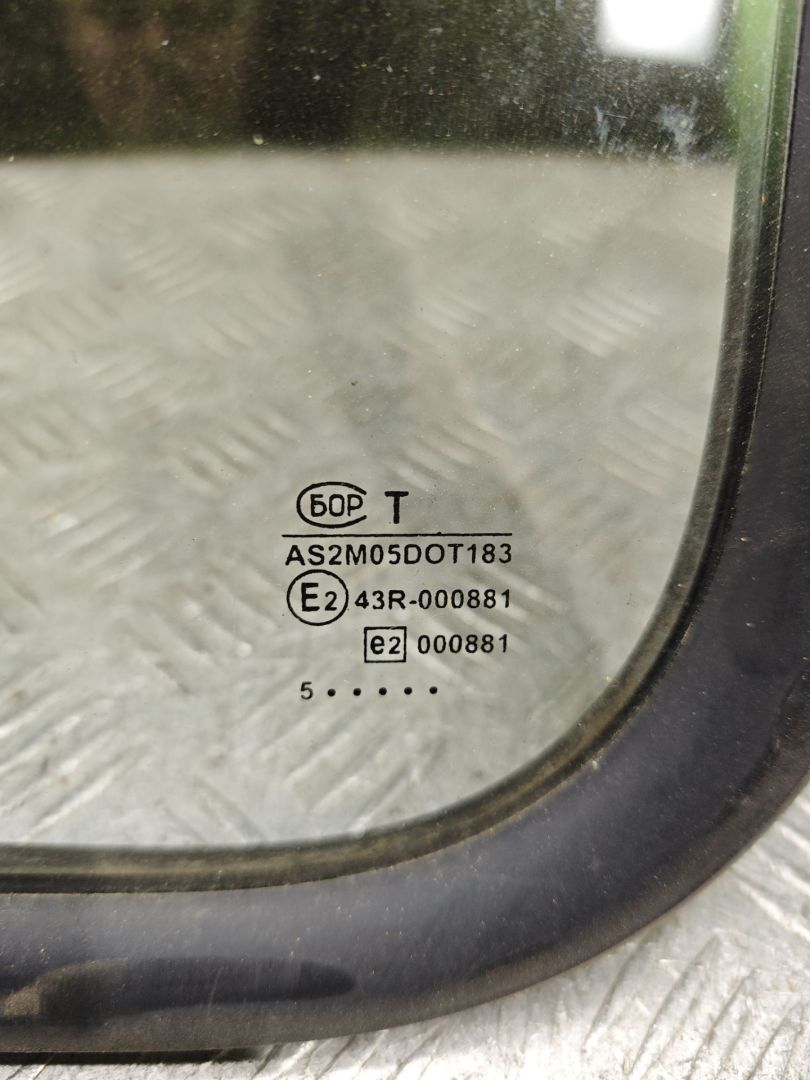 БОР T
AS2M05DOT183
E2 43R-000881
e2 000881
5 • • • • •